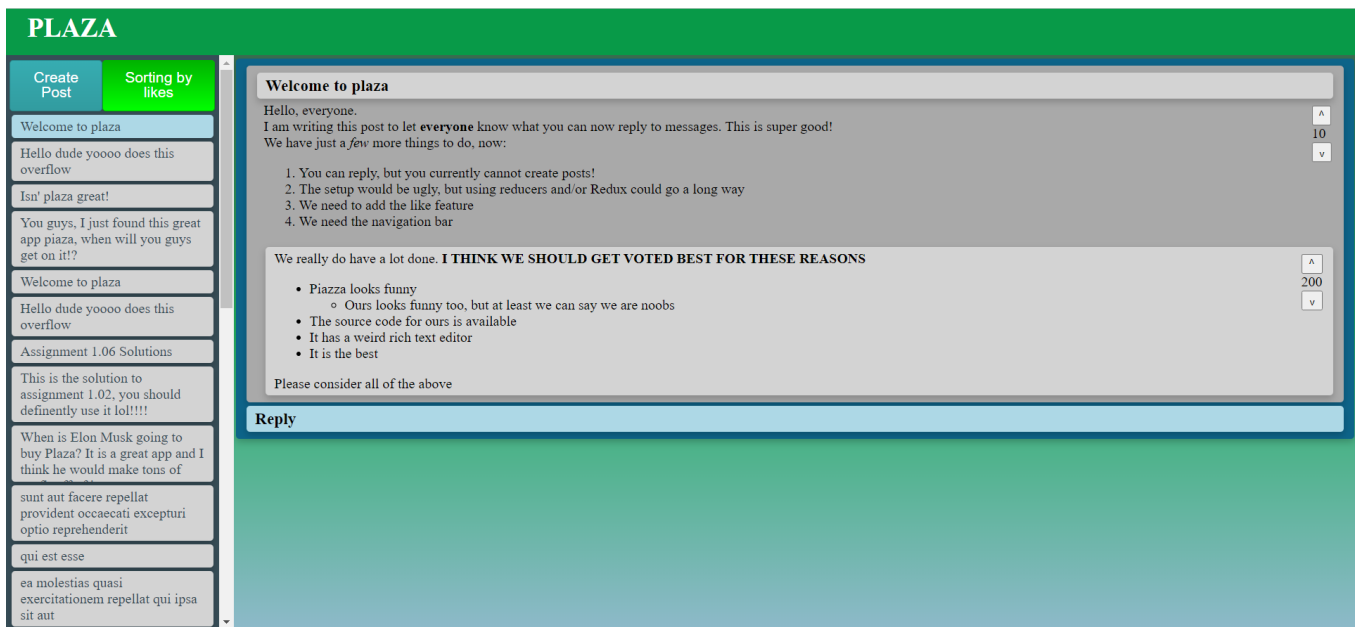 PLAZA
Create
Post
Sorting by
likes
Welcome to plaza
Hello dude yoooo does this
overflow
Isn' plaza great!
You guys, I just found this great
app piaza, when will you guys
get on it!?
Welcome to plaza
Hello dude yoooo does this
overflow
Assignment 1.06 Solutions
This is the solution to
assignment 1.02, you should
definently use it lol!!!!
When is Elon Musk going to
buy Plaza? It is a great app and I
think he would make tons of
sunt aut facere repellat
provident occaecati excepturi
optio reprehenderit
qui est esse
ea molestias quasi
exercitationem repellat qui ipsa
sit aut
Welcome to plaza
Hello, everyone.
I am writing this post to let everyone know what you can now reply to messages. This is super good!
We have just a few more things to do, now:
1. You can reply, but you currently cannot create posts!
2. The setup would be ugly, but using reducers and/or Redux could go a long way
3. We need to add the like feature
4. We need the navigation bar
^
10
v
We really do have a lot done. I THINK WE SHOULD GET VOTED BEST FOR THESE REASONS
• Piazza looks funny
◦ Ours looks funny too, but at least we can say we are noobs
• The source code for ours is available
• It has a weird rich text editor
• It is the best
Please consider all of the above
^
200
v
Reply